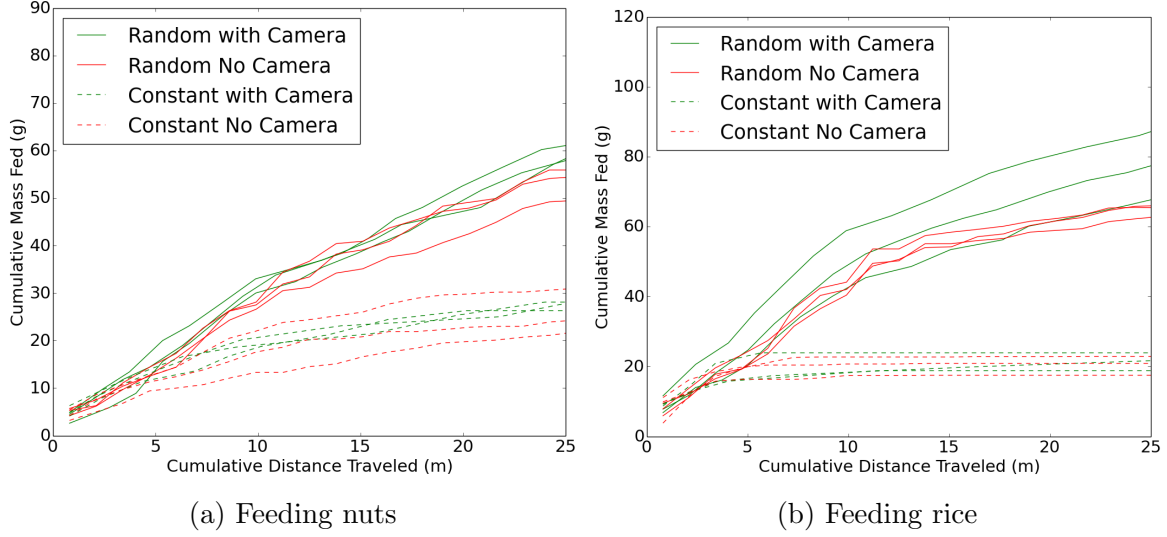 90
80
70
60
50
40
30
20
10
0
0 5 10 15 20 25
Cumulative Mass Fed (g)
Cumulative Distance Traveled (m)
Random with Camera
Random No Camera
Constant with Camera
Constant No Camera
(a) Feeding nuts
120
100
80
60
40
20
0
0 5 10 15 20 25
Cumulative Mass Fed (g)
Cumulative Distance Traveled (m)
Random with Camera
Random No Camera
Constant with Camera
Constant No Camera
(b) Feeding rice